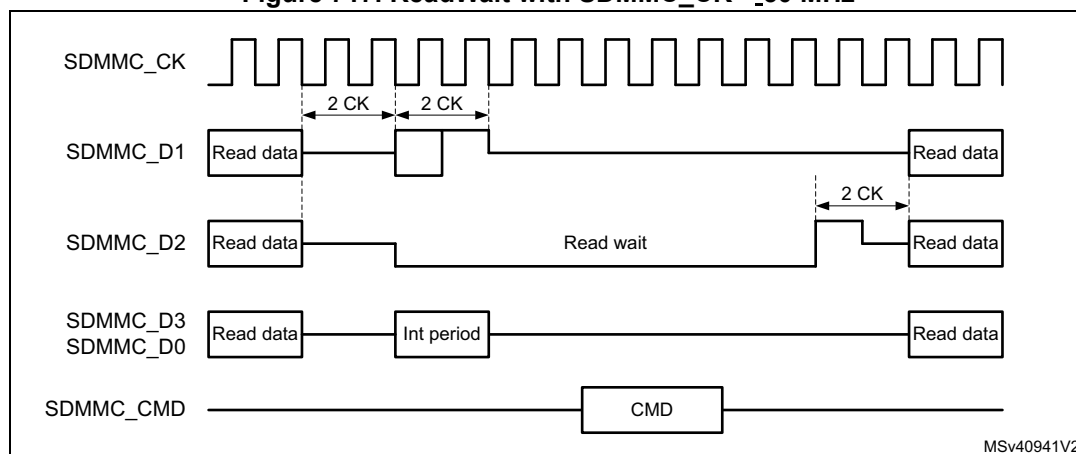 SDMMC_CK
2 CK
2 CK
SDMMC_D1
Read data
Read data
2 CK
SDMMC_D2
Read data
Read wait
Read data
SDMMC_D3
SDMMC_D0
Read data
Int period
Read data
SDMMC_CMD
CMD
MSv40941V2